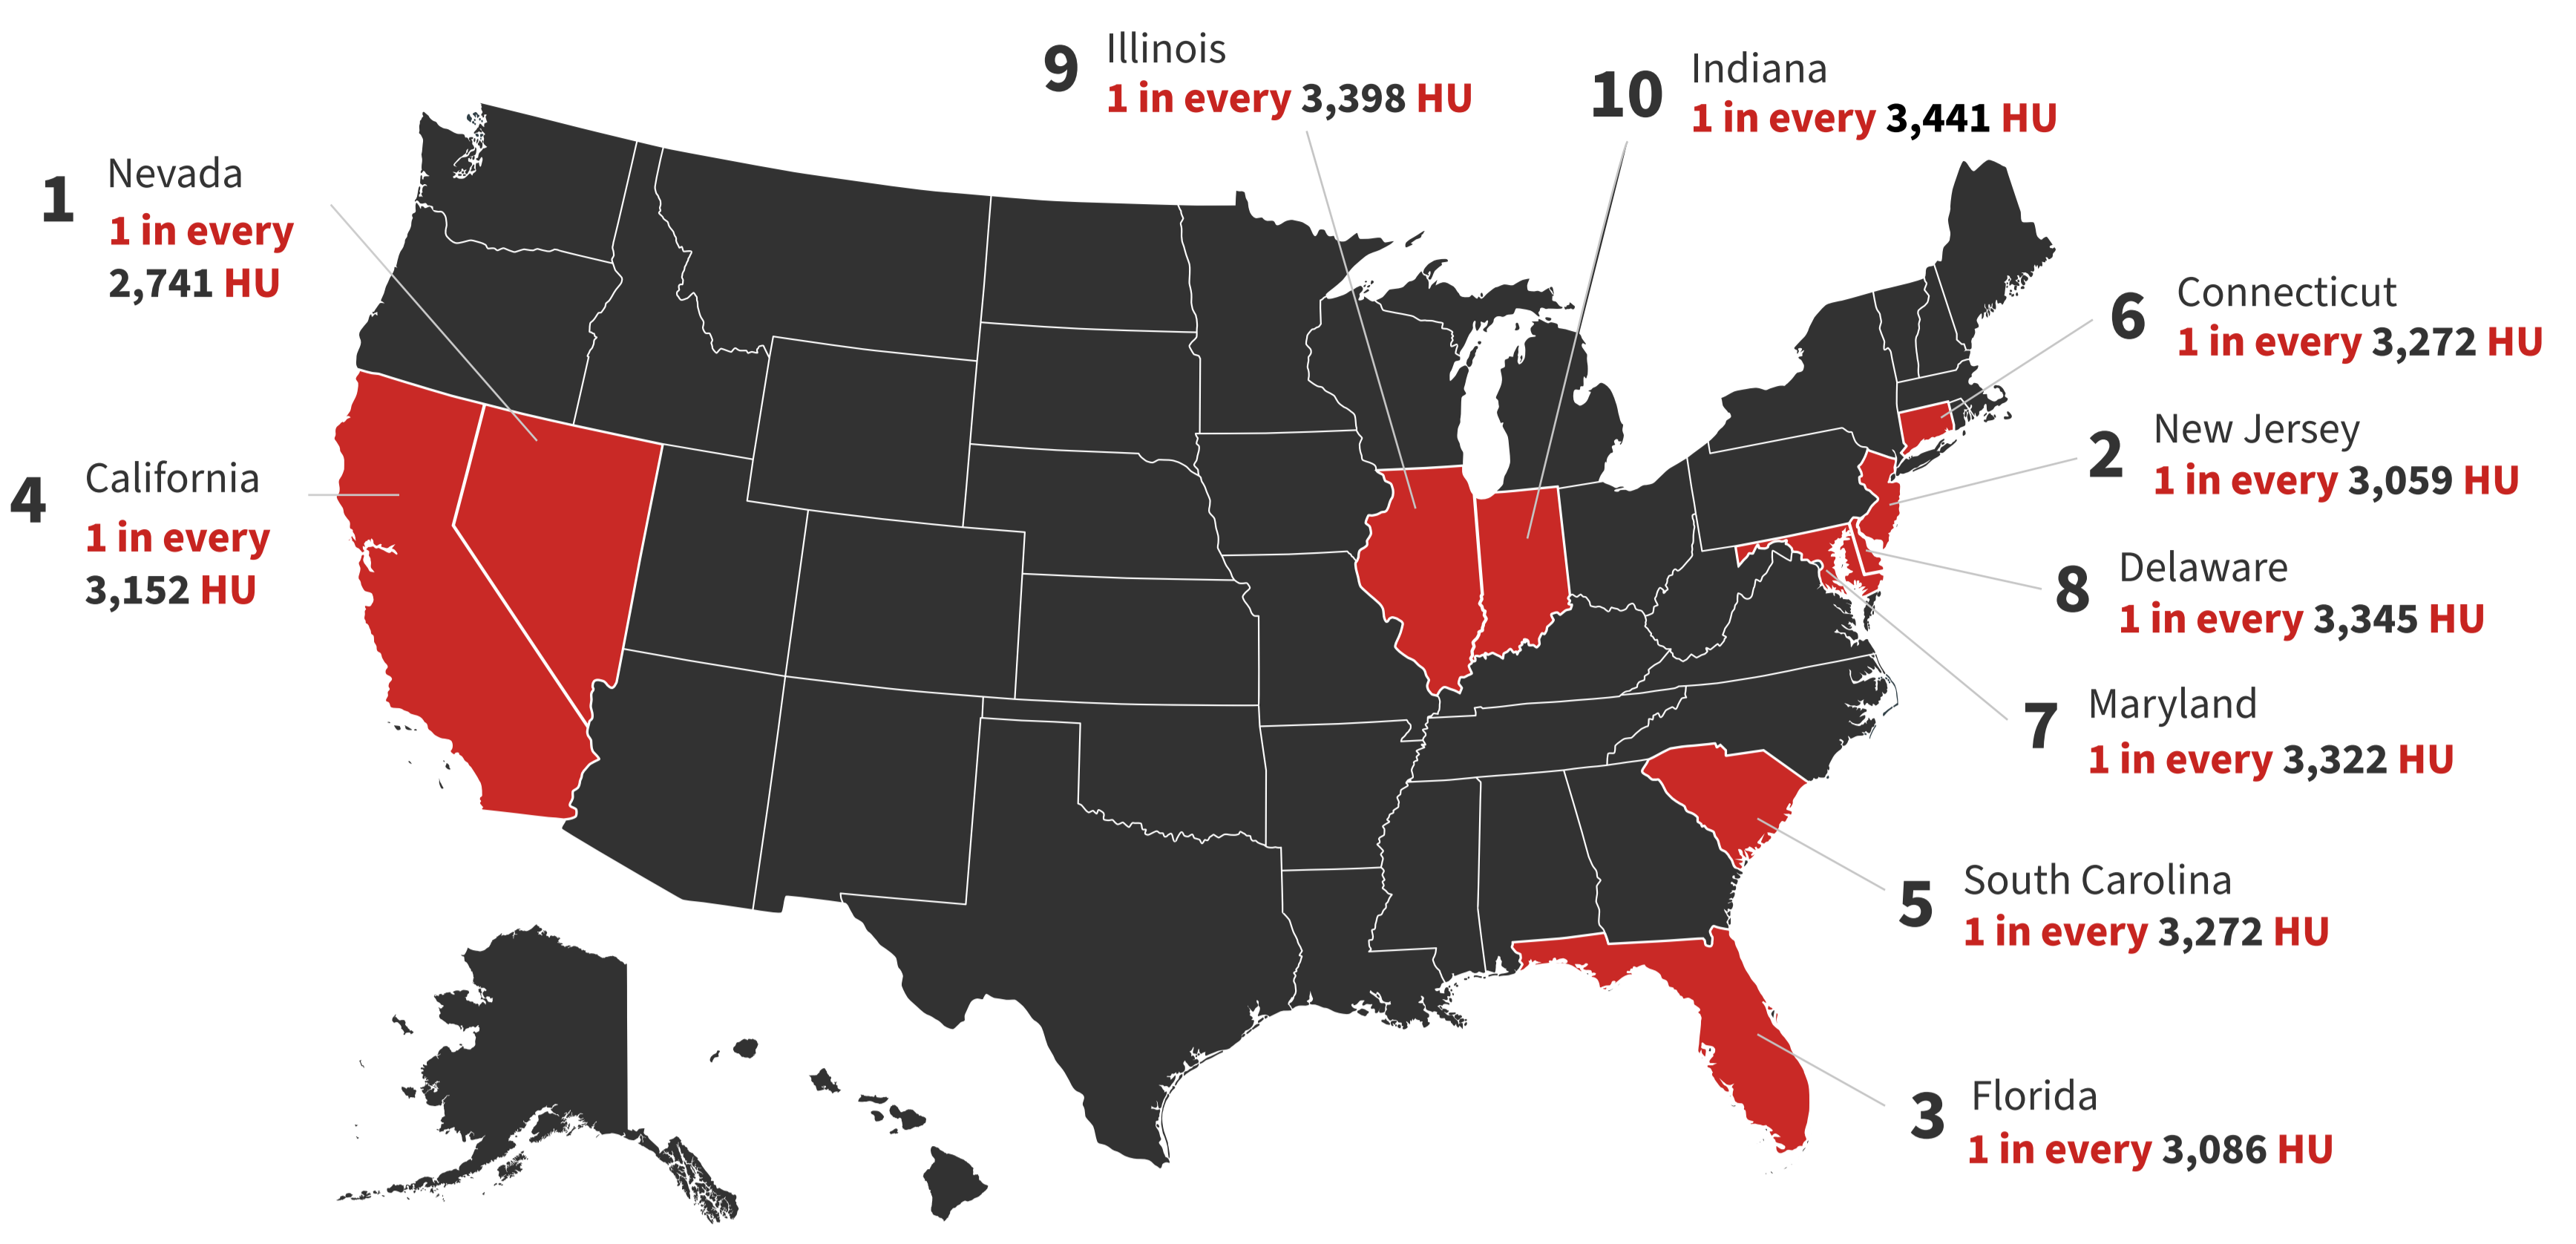 9 Illinois
1 in every 3,398 HU
10 Indiana
1 in every 3,441 HU
1 Nevada
1 in every
2,741 HU
6 Connecticut
1 in every 3,272 HU
2 New Jersey
1 in every 3,059 HU
4 California
1 in every
3,152 HU
8 Delaware
1 in every 3,345 HU
7 Maryland
1 in every 3,322 HU
5 South Carolina
1 in every 3,272 HU
3 Florida
1 in every 3,086 HU